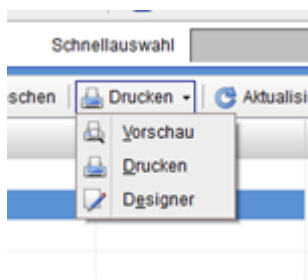 Schnellauswahl
schen Drucken Aktualisi
Vorschau
Drucken
Designer